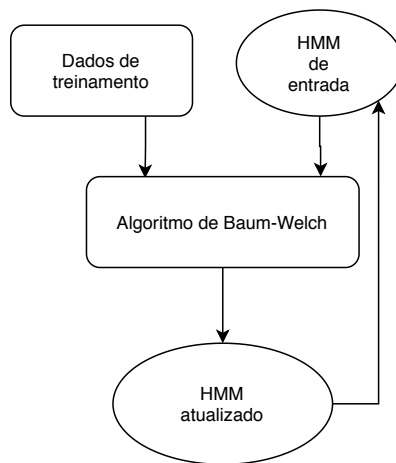 Dados de
treinamento
HMM
de
entrada
Algoritmo de Baum-Welch
HMM
atualizado